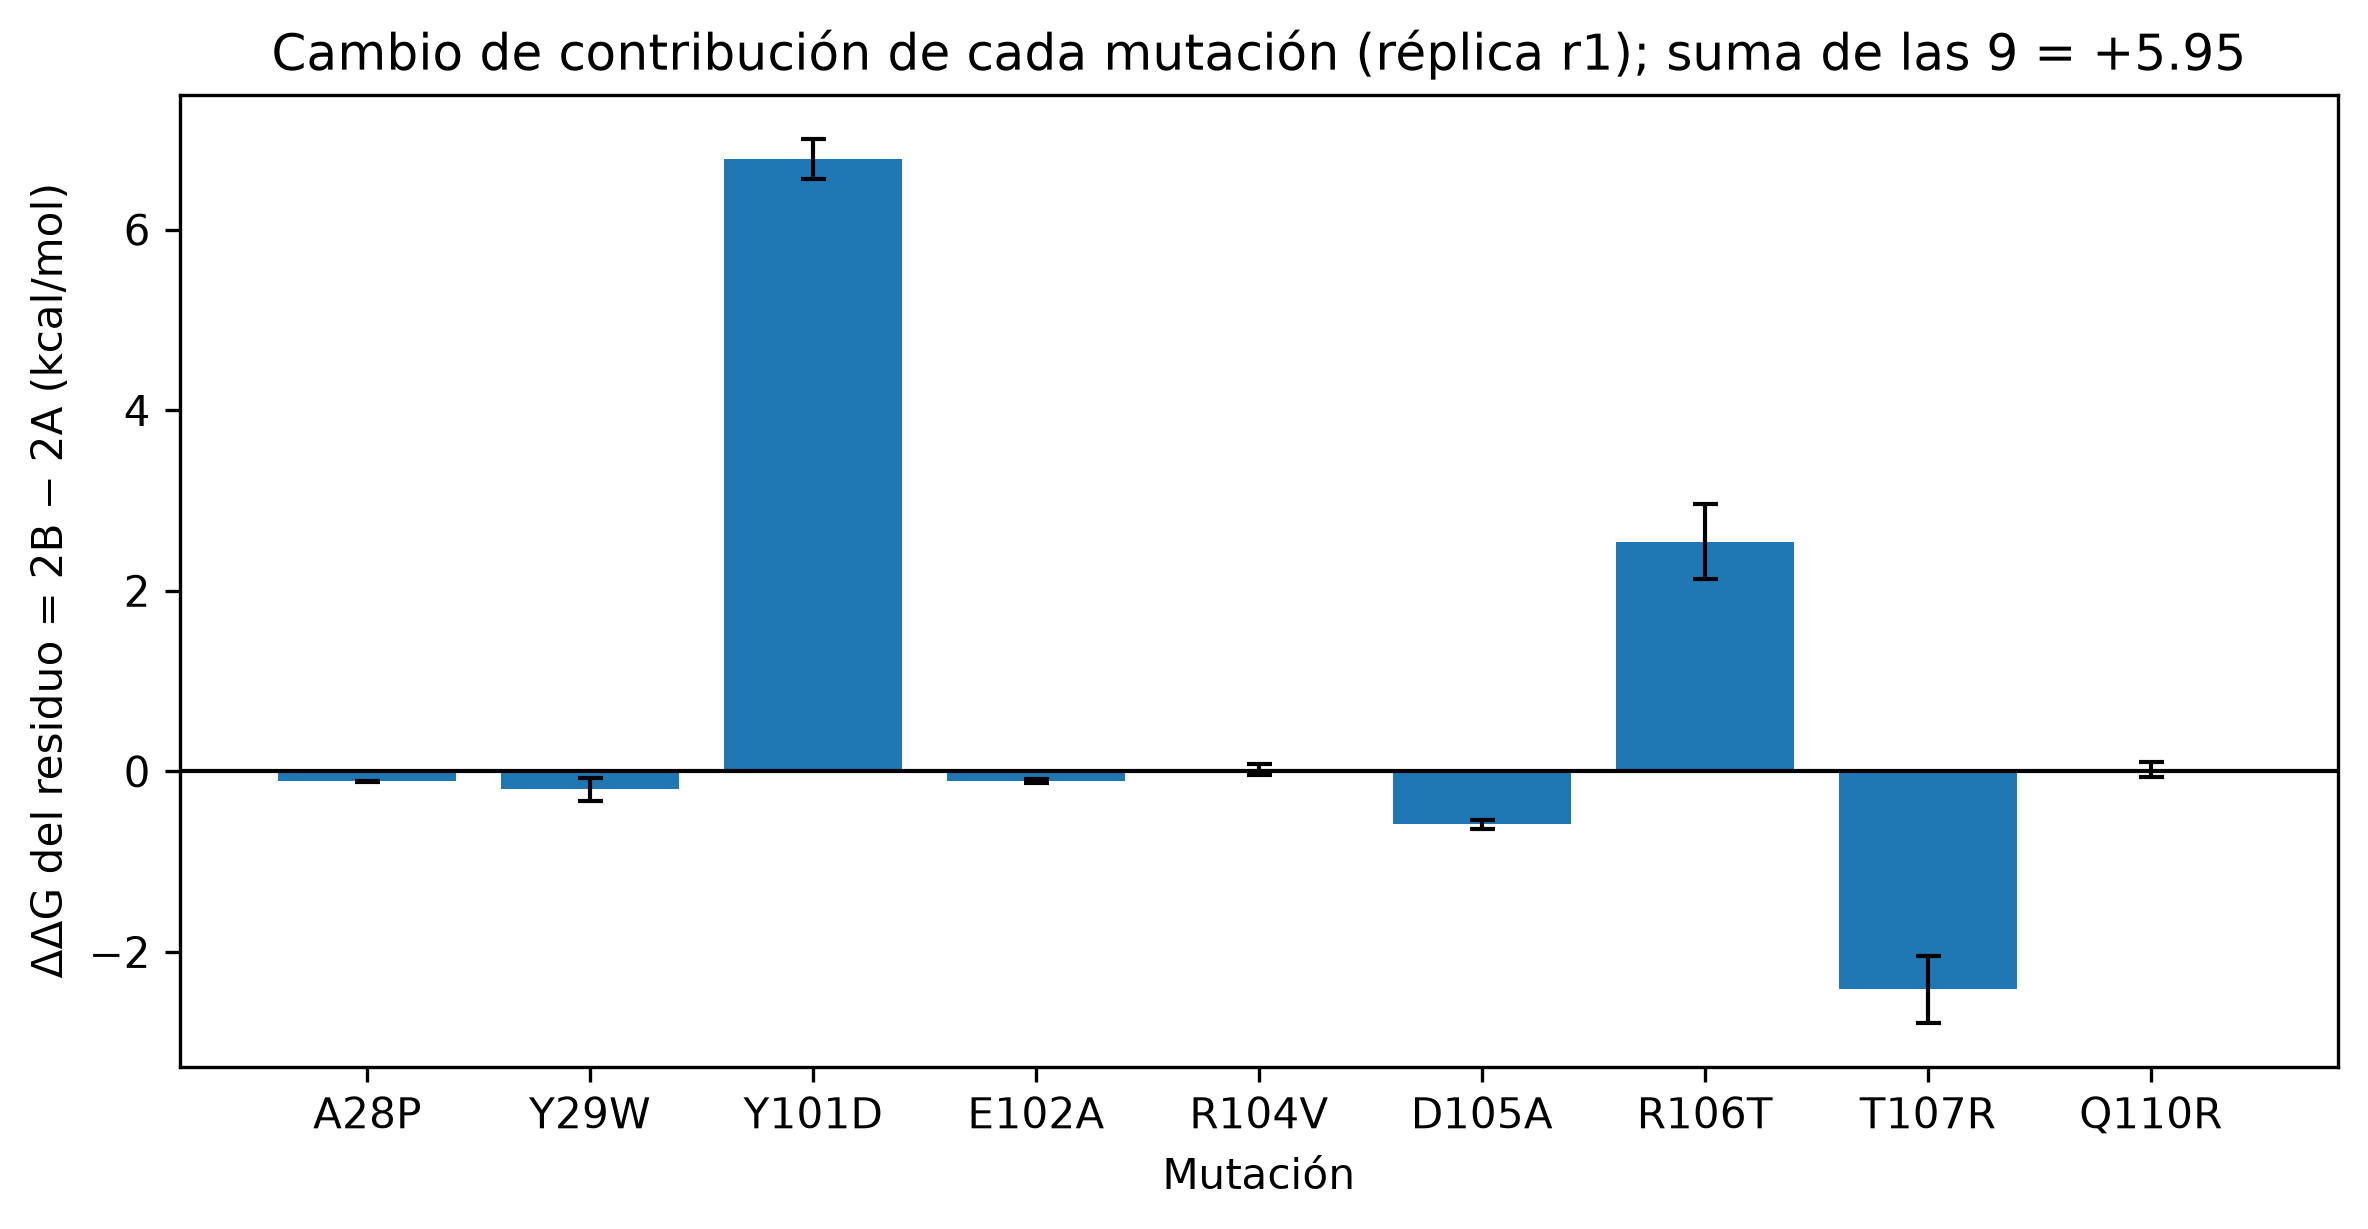 Cambio de contribución de cada mutación (réplica r1); suma de las 9 = +5.95
ΔΔG del residuo = 2B − 2A (kcal/mol)
6
4
2
0
−2
A28P Y29W Y101D E102A R104V D105A R106T T107R Q110R
Mutación